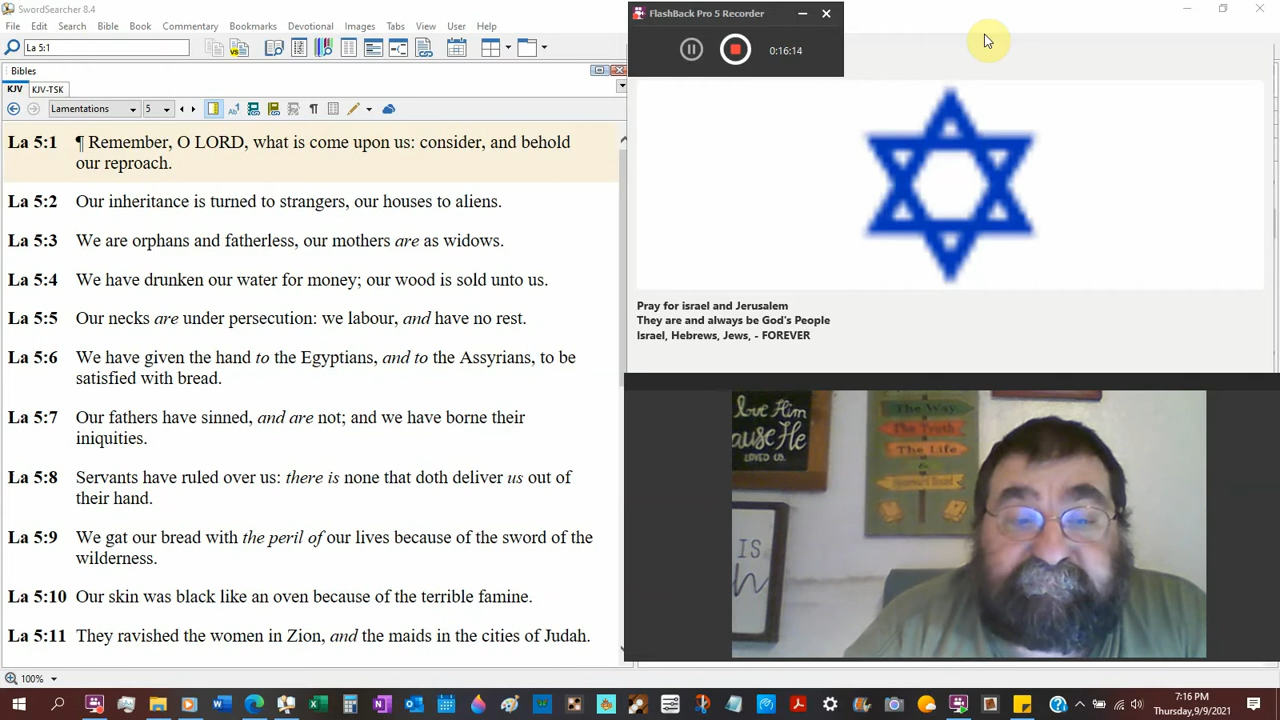 SwordSearcher 8.4
File Edit Search Bible Book Commentary Bookmarks Devotional Images Tabs View User Help
La 5:1
Bibles
KJV KJV-TSK
Lamentations 5
La 5:1 ¶ Remember, O LORD, what is come upon us: consider, and behold
our reproach.
La 5:2 Our inheritance is turned to strangers, our houses to aliens.
La 5:3 We are orphans and fatherless, our mothers are as widows.
La 5:4 We have drunken our water for money; our wood is sold unto us.
La 5:5 Our necks are under persecution: we labour, and have no rest.
La 5:6 We have given the hand to the Egyptians, and to the Assyrians, to be
satisfied with bread.
La 5:7 Our fathers have sinned, and are not; and we have borne their
iniquities.
La 5:8 Servants have ruled over us: there is none that doth deliver us out of
their hand.
La 5:9 We gat our bread with the peril of our lives because of the sword of the
wilderness.
La 5:10 Our skin was black like an oven because of the terrible famine.
La 5:11 They ravished the women in Zion, and the maids in the cities of Judah.
100%
FlashBack Pro 5 Recorder
0:16:14
Pray for israel and Jerusalem
They are and always be God's People
Israel, Hebrews, Jews, - FOREVER
love Him
cause He
LOVED US.
The Way
The Truth
The Life
IS
7:16 PM
Thursday,9/9/2021